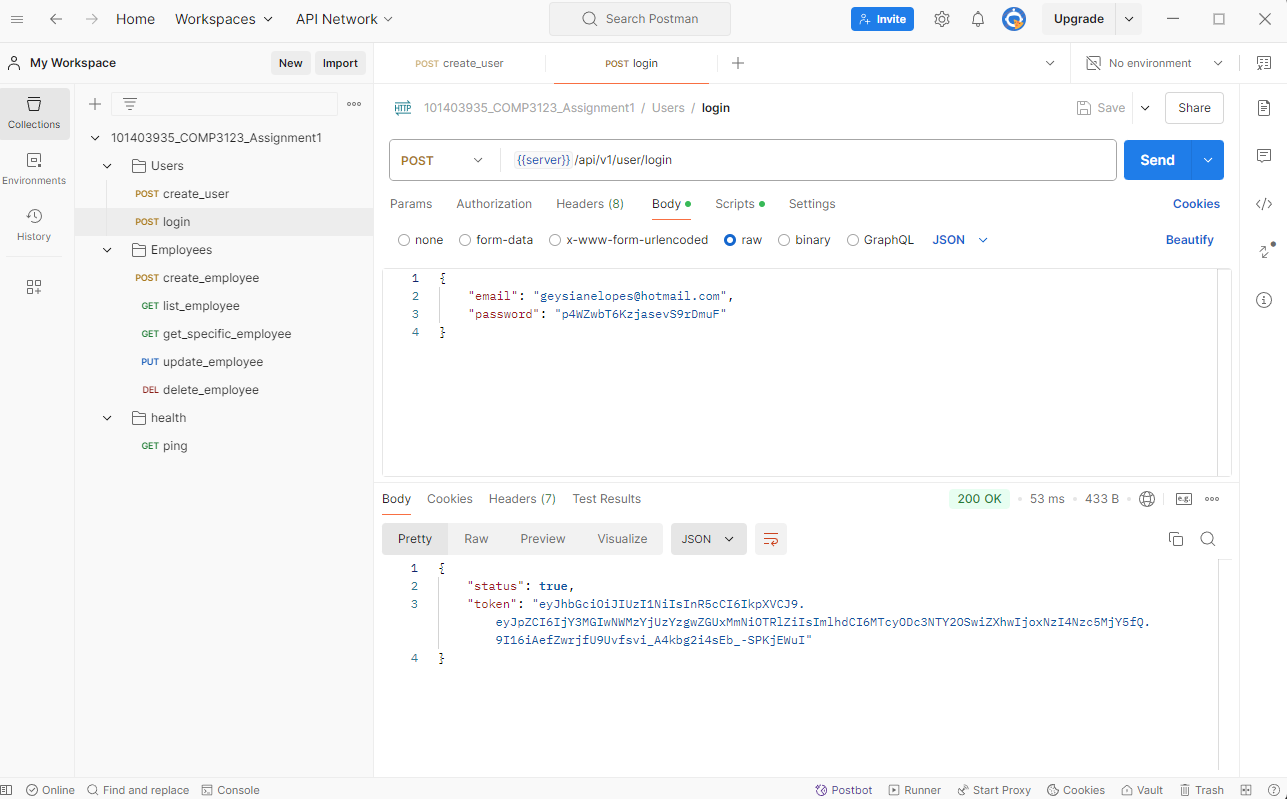 Home Workspaces API Network Search Postman Invite Upgrade
My Workspace New Import POST create_user POST login No environment
Collections
Environments
History
101403935_COMP3123_Assignment1
Users
POST create_user
POST login
Employees
POST create_employee
GET list_employee
GET get_specific_employee
PUT update_employee
DEL delete_employee
health
GET ping
HTTP 101403935_COMP3123_Assignment1 / Users / login Save Share
POST {{server}} /api/v1/user/login Send
Params Authorization Headers (8) Body Scripts Settings Cookies
none form-data x-www-form-urlencoded raw binary GraphQL JSON Beautify
1 {
2 "email": "geysianelopes@hotmail.com",
3 "password": "p4WZwbT6KzjasevS9rDmuF"
4 }
Body Cookies Headers (7) Test Results 200 OK 53 ms 433 B e.g.
Pretty Raw Preview Visualize JSON
1 {
2 "status": true,
3 "token": "eyJhbGciOiJIUzI1NiIsInR5cCI6IkpXVCJ9.
eyJpZCI6IjY3MGIwNWMzYjUzYzgwZGUxMmNiOTRlZiIsImlhdCI6MTcyODc3NTY2OSwiZXhwIjoxNzI4Nzc5MjY5fQ.
9I16iAefZwrjfU9Uvfsvi_A4kbg2i4sEb_-SPKjEWuI"
4 }
Online Find and replace Console Postbot Runner Start Proxy Cookies Vault Trash